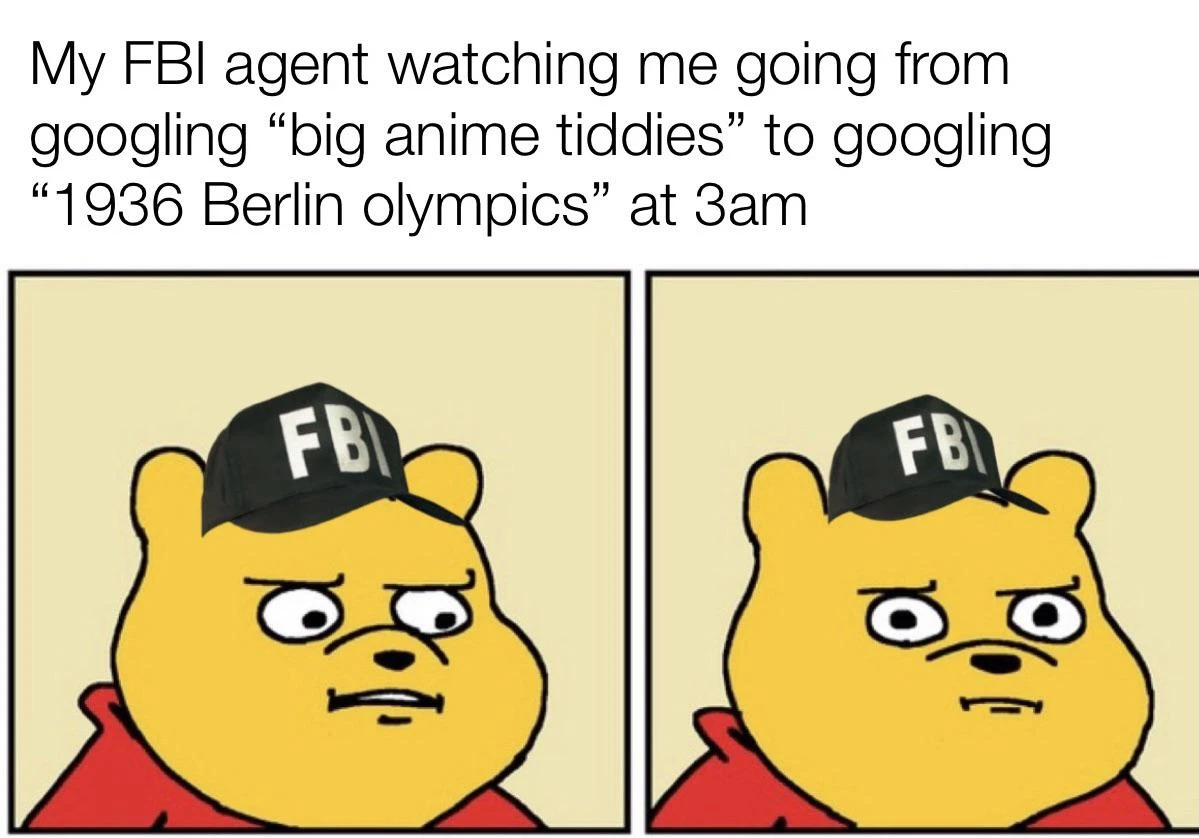 My FBI agent watching me going from
googling “big anime tiddies” to googling
“1936 Berlin olympics” at 3am
FBI FBI